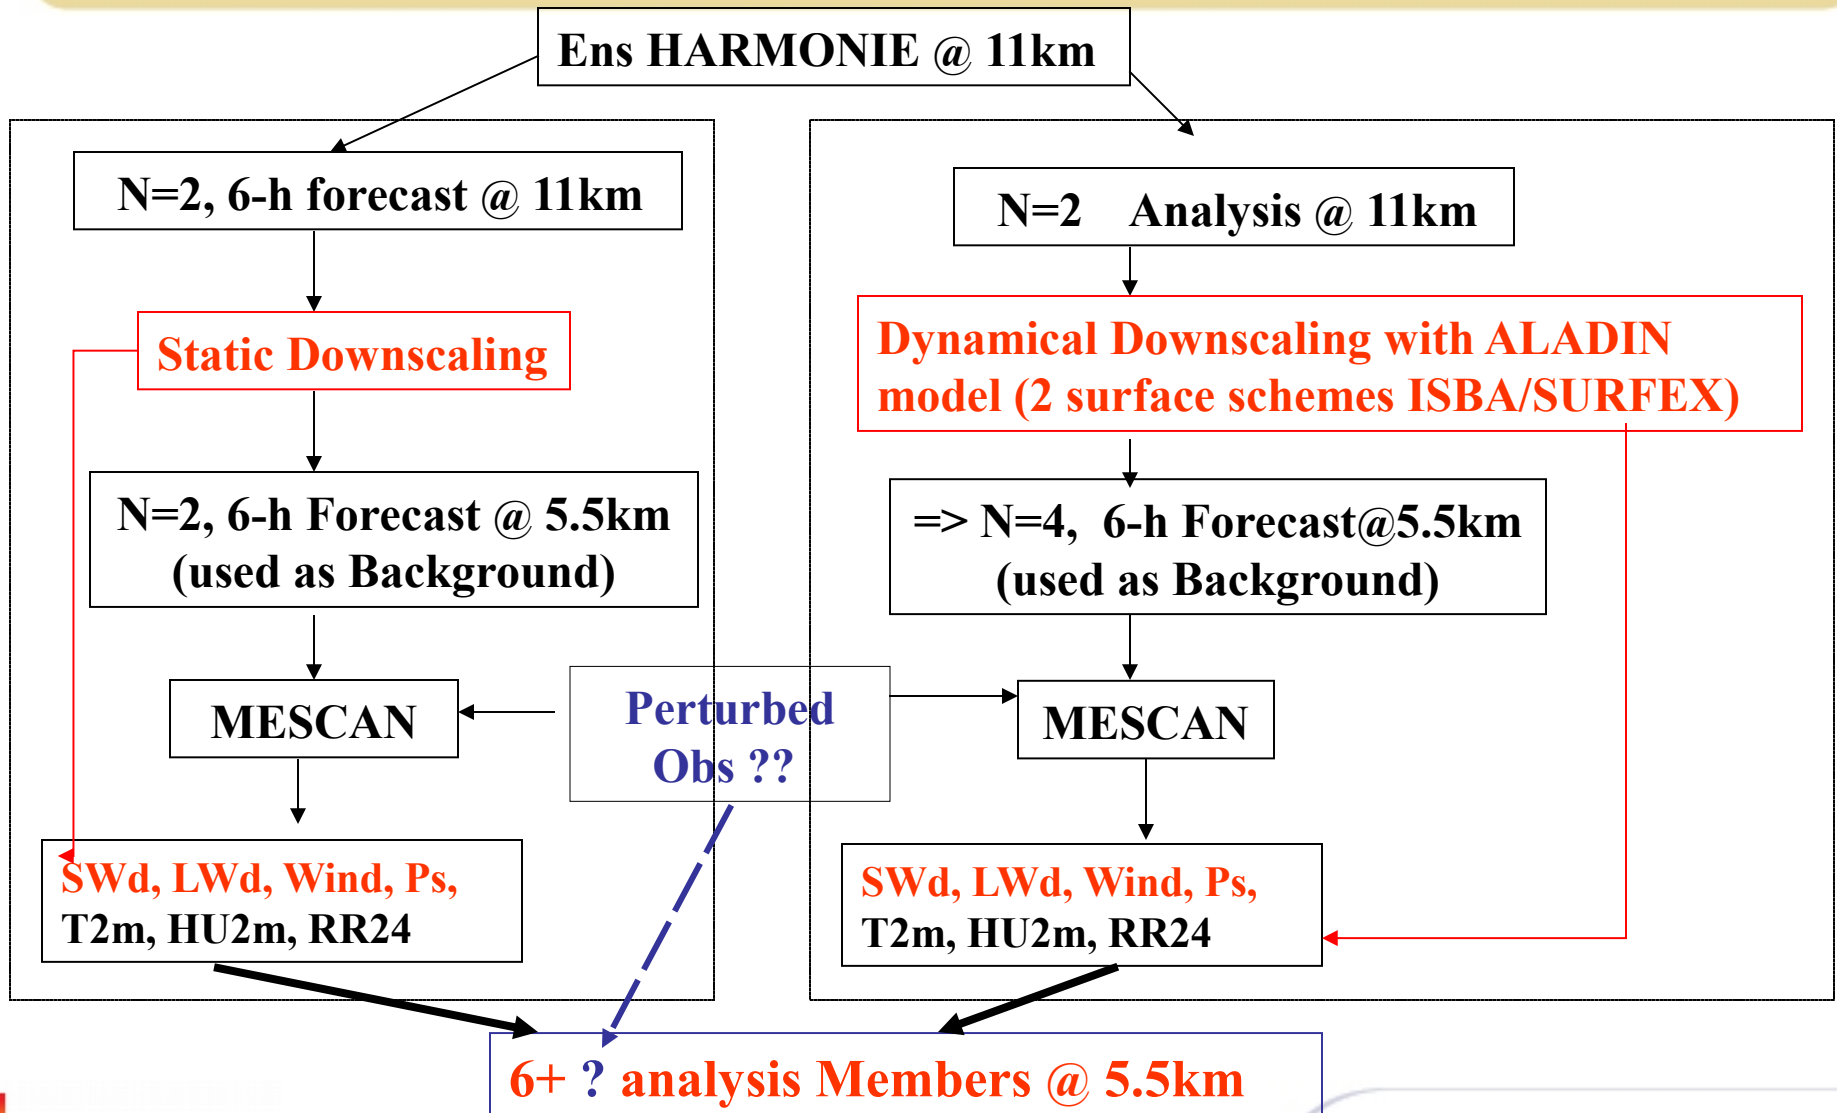 Ens HARMONIE @ 11km
N=2, 6-h forecast @ 11km
Static Downscaling
N=2, 6-h Forecast @ 5.5km
(used as Background)
MESCAN
SWd, LWd, Wind, Ps,
T2m, HU2m, RR24
N=2 Analysis @ 11km
Dynamical Downscaling with ALADIN
model (2 surface schemes ISBA/SURFEX)
=> N=4, 6-h Forecast@5.5km
(used as Background)
MESCAN
SWd, LWd, Wind, Ps,
T2m, HU2m, RR24
Perturbed
Obs ??
6+ ? analysis Members @ 5.5km